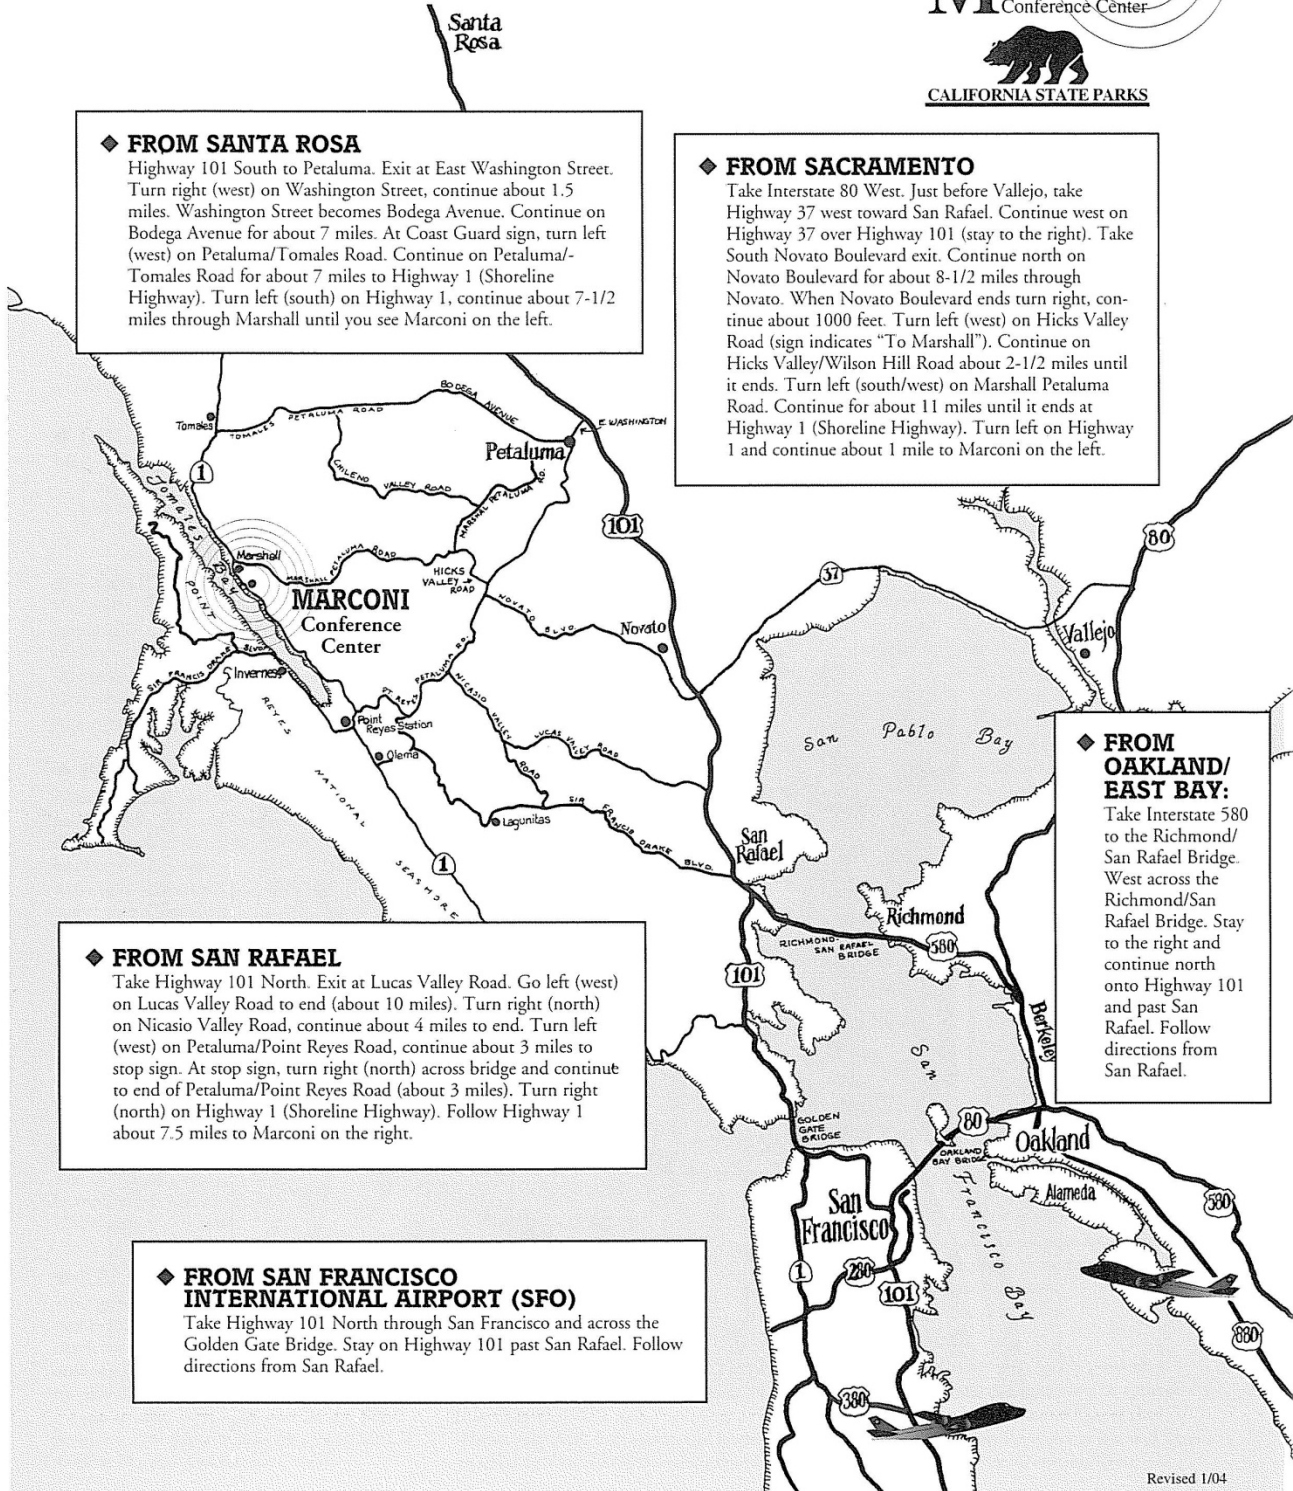 Conference Center
CALIFORNIA STATE PARKS
Santa
Rosa
FROM SANTA ROSA
Highway 101 South to Petaluma. Exit at East Washington Street.
Turn right (west) on Washington Street, continue about 1.5
miles. Washington Street becomes Bodega Avenue. Continue on
Bodega Avenue for about 7 miles. At Coast Guard sign, turn left
(west) on Petaluma/Tomales Road. Continue on Petaluma/-
Tomales Road for about 7 miles to Highway 1 (Shoreline
Highway). Turn left (south) on Highway 1, continue about 7-1/2
miles through Marshall until you see Marconi on the left.
FROM SACRAMENTO
Take Interstate 80 West. Just before Vallejo, take
Highway 37 west toward San Rafael. Continue west on
Highway 37 over Highway 101 (stay to the right). Take
South Novato Boulevard exit. Continue north on
Novato Boulevard for about 8-1/2 miles through
Novato. When Novato Boulevard ends turn right, con-
tinue about 1000 feet. Turn left (west) on Hicks Valley
Road (sign indicates “To Marshall”). Continue on
Hicks Valley/Wilson Hill Road about 2-1/2 miles until
it ends. Turn left (south/west) on Marshall Petaluma
Road. Continue for about 11 miles until it ends at
Highway 1 (Shoreline Highway). Turn left on Highway
1 and continue about 1 mile to Marconi on the left.
BODEGA AVENUE
TOMALES PETALUMA ROAD
Tomales
E. WASHINGTON
Petaluma
CHILENO VALLEY ROAD
MARSHAL PETALUMA RD.
1
101
80
Tomales Bay
Marshall
MARSHALL PETALUMA ROAD
HICKS
VALLEY
ROAD
37
MARCONI
Conference
Center
NOVATO BLVD.
Novato
Vallejo
POINT
REYES
NATIONAL
SEASHORE
SIR FRANCIS DRAKE BLVD.
Invernes
PT. REYES PETALUMA RD.
NICASIO VALLEY
ROAD
LUCAS VALLEY ROAD
Point
Reyes Station
Olema
Lagunitas
SIR FRANCIS DRAKE BLVD.
San Pablo Bay
San
Rafael
1
Richmond
RICHMOND-
SAN RAFAEL
BRIDGE
580
101
Berkeley
FROM
OAKLAND/
EAST BAY:
Take Interstate 580
to the Richmond/
San Rafael Bridge.
West across the
Richmond/San
Rafael Bridge. Stay
to the right and
continue north
onto Highway 101
and past San
Rafael. Follow
directions from
San Rafael.
FROM SAN RAFAEL
Take Highway 101 North. Exit at Lucas Valley Road. Go left (west)
on Lucas Valley Road to end (about 10 miles). Turn right (north)
on Nicasio Valley Road, continue about 4 miles to end. Turn left
(west) on Petaluma/Point Reyes Road, continue about 3 miles to
stop sign. At stop sign, turn right (north) across bridge and continue
to end of Petaluma/Point Reyes Road (about 3 miles). Turn right
(north) on Highway 1 (Shoreline Highway). Follow Highway 1
about 7.5 miles to Marconi on the right.
GOLDEN
GATE
BRIDGE
80
OAKLAND
BAY BRIDGE
Oakland
Alameda
San Francisco Bay
San
Francisco
580
1
280
101
880
380
FROM SAN FRANCISCO
INTERNATIONAL AIRPORT (SFO)
Take Highway 101 North through San Francisco and across the
Golden Gate Bridge. Stay on Highway 101 past San Rafael. Follow
directions from San Rafael.
Revised 1/04